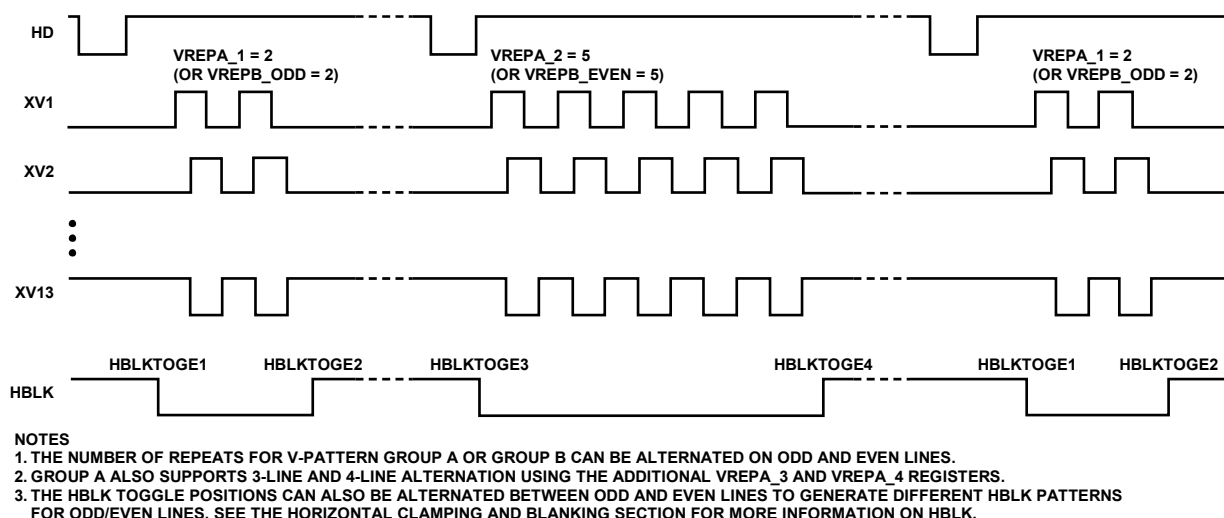 HD
VREPA_1 = 2
(OR VREPB_ODD = 2)
VREPA_2 = 5
(OR VREPB_EVEN = 5)
VREPA_1 = 2
(OR VREPB_ODD = 2)
XV1
XV2
XV13
HBLKTOGE1 HBLKTOGE2 HBLKTOGE3 HBLKTOGE4 HBLKTOGE1 HBLKTOGE2
HBLK
NOTES
1. THE NUMBER OF REPEATS FOR V-PATTERN GROUP A OR GROUP B CAN BE ALTERNATED ON ODD AND EVEN LINES.
2. GROUP A ALSO SUPPORTS 3-LINE AND 4-LINE ALTERNATION USING THE ADDITIONAL VREPA_3 AND VREPA_4 REGISTERS.
3. THE HBLK TOGGLE POSITIONS CAN ALSO BE ALTERNATED BETWEEN ODD AND EVEN LINES TO GENERATE DIFFERENT HBLK PATTERNS
FOR ODD/EVEN LINES. SEE THE HORIZONTAL CLAMPING AND BLANKING SECTION FOR MORE INFORMATION ON HBLK.